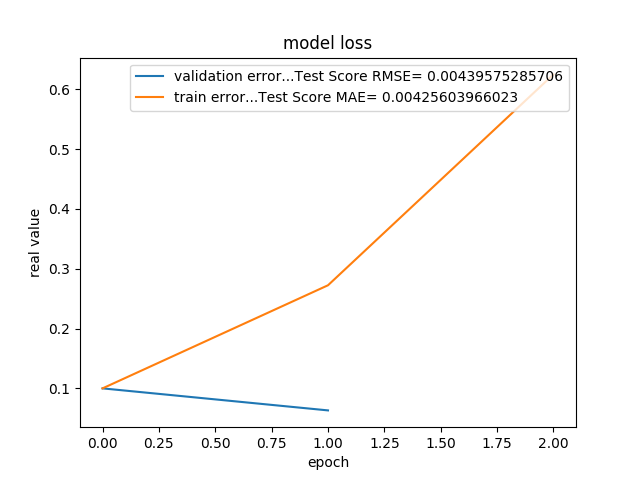 model loss
validation error...Test Score RMSE= 0.00439575285706
train error...Test Score MAE= 0.00425603966023
real value
0.6
0.5
0.4
0.3
0.2
0.1
0.00 0.25 0.50 0.75 1.00 1.25 1.50 1.75 2.00
epoch